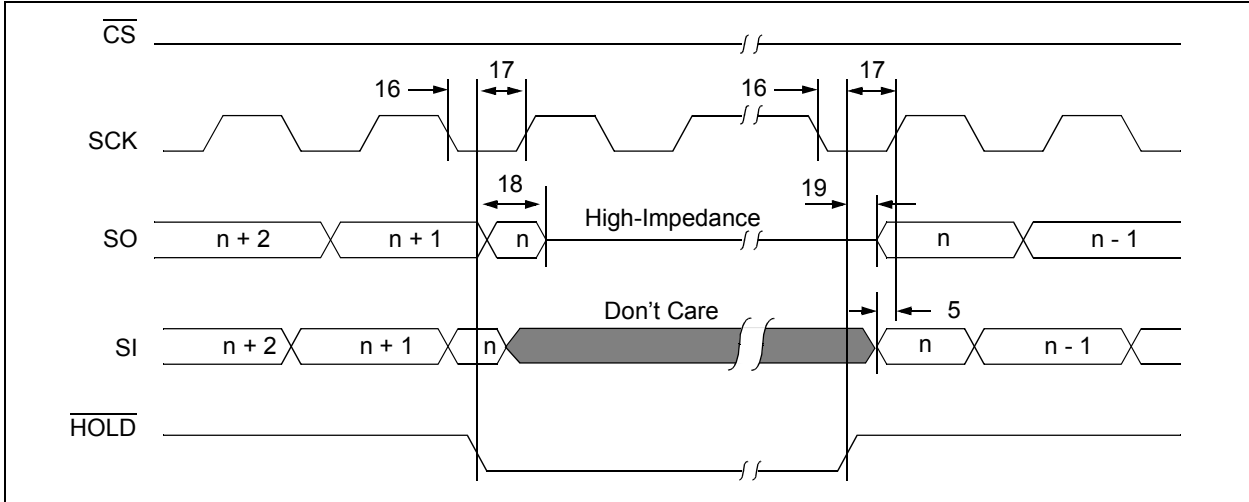 CS
16 17 16 17
SCK
18 19
SO n + 2 n + 1 n High-Impedance n n - 1
Don't Care 5
SI n + 2 n + 1 n n n - 1
HOLD